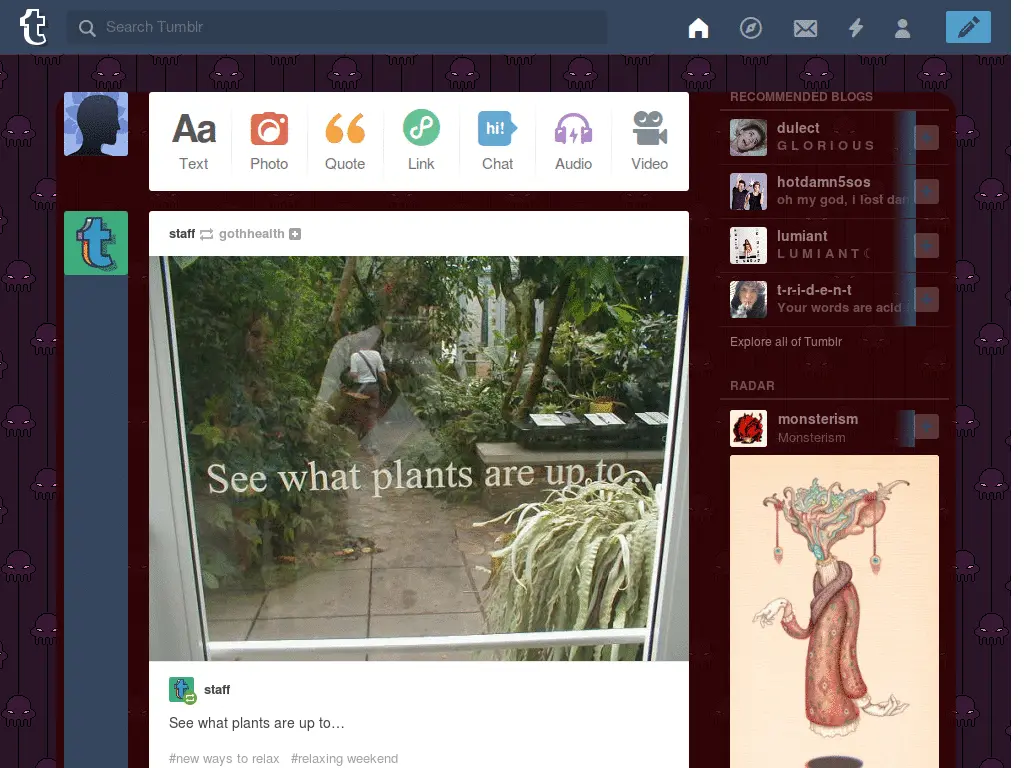 t
Search Tumblr
Aa
hi!
Text
Photo
Quote
Link
Chat
Audio
Video
staff gothhealth
See what plants are up to...
staff
See what plants are up to…
#new ways to relax #relaxing weekend
RECOMMENDED BLOGS
dulect
G L O R I O U S
hotdamn5sos
oh my god, i lost dan
lumiant
L U M I A N T ☾
t-r-i-d-e-n-t
Your words are acid
Explore all of Tumblr
RADAR
monsterism
Monsterism